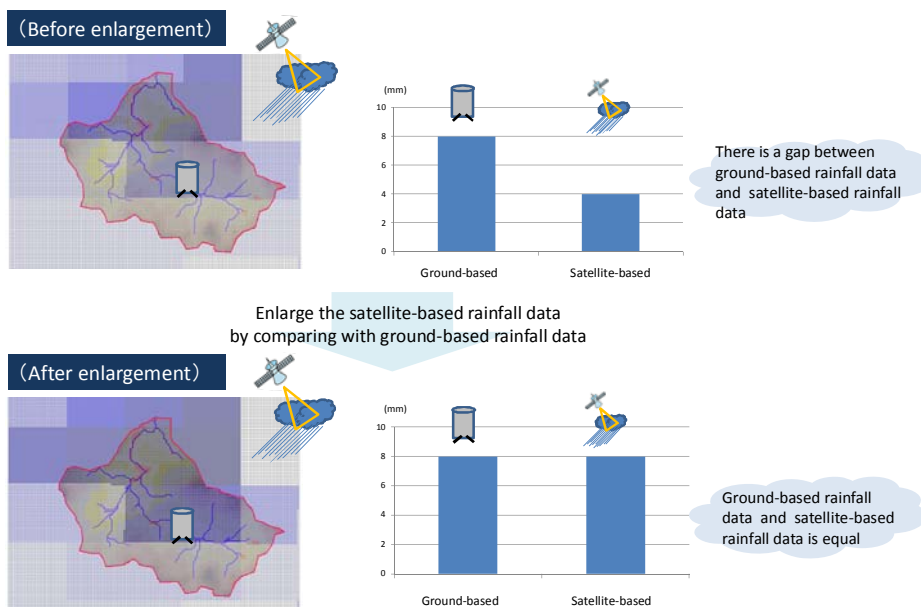 （Before enlargement）
(mm)
10
8
6
4
2
0
Ground-based
Satellite-based
There is a gap between
ground-based rainfall data
and satellite-based rainfall
data
Enlarge the satellite-based rainfall data
by comparing with ground-based rainfall data
（After enlargement）
(mm)
10
8
6
4
2
0
Ground-based
Satellite-based
Ground-based rainfall
data and satellite-based
rainfall data is equal